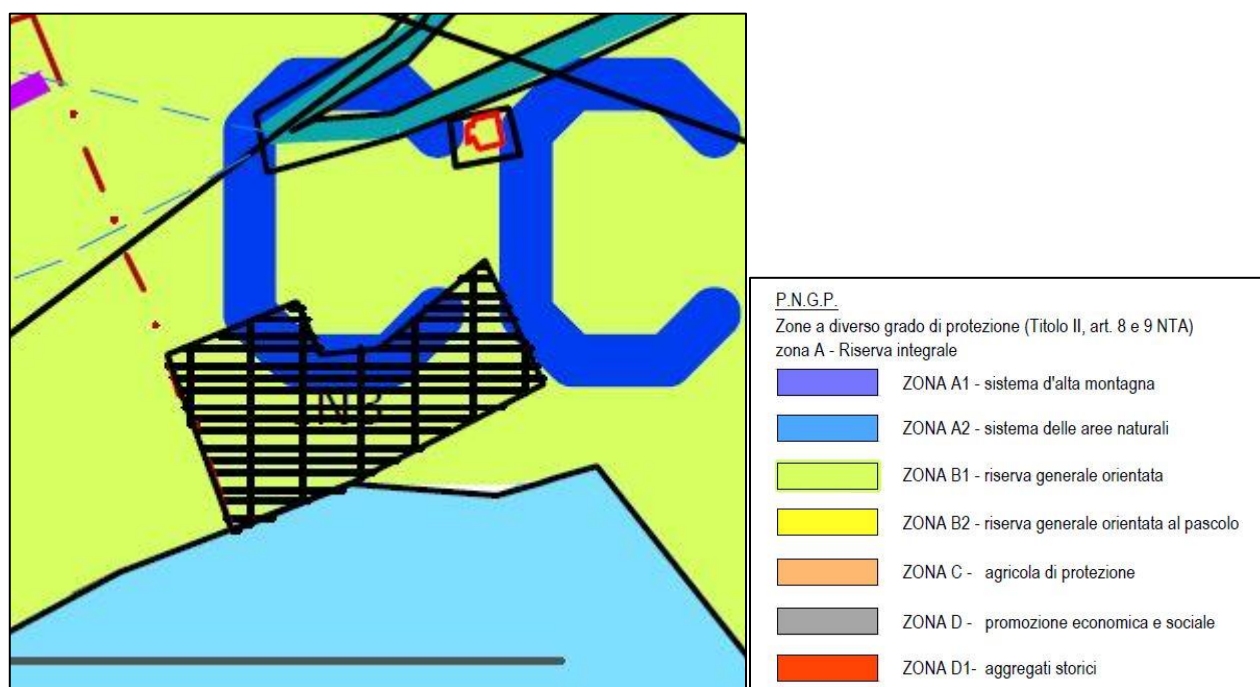 CC
P.N.G.P.
Zone a diverso grado di protezione (Titolo II, art. 8 e 9 NTA)
zona A - Riserva integrale
ZONA A1 - sistema d'alta montagna
ZONA A2 - sistema delle aree naturali
ZONA B1 - riserva generale orientata
ZONA B2 - riserva generale orientata al pascolo
ZONA C - agricola di protezione
ZONA D - promozione economica e sociale
ZONA D1- aggregati storici